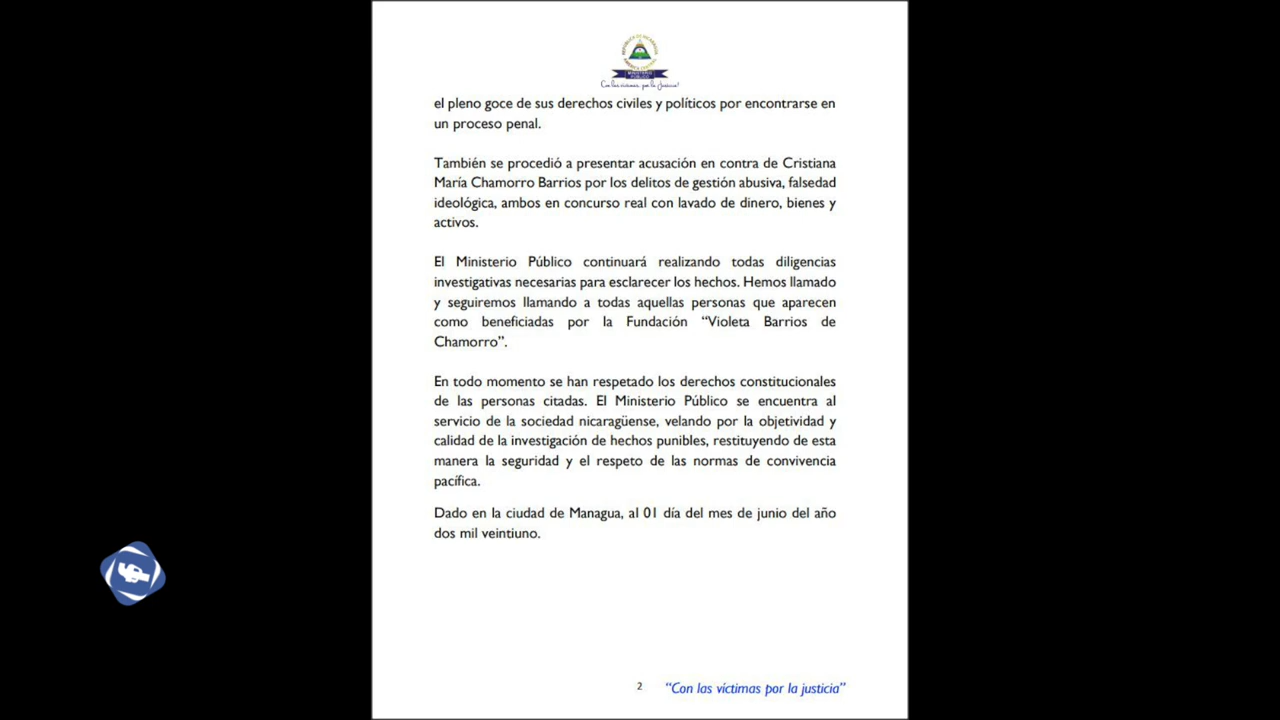 REPÚBLICA DE NICARAGUA
AMÉRICA CENTRAL
MINISTERIO
PÚBLICO
Con las víctimas, por la Justicia!
el pleno goce de sus derechos civiles y políticos por encontrarse en
un proceso penal.
También se procedió a presentar acusación en contra de Cristiana
María Chamorro Barrios por los delitos de gestión abusiva, falsedad
ideológica, ambos en concurso real con lavado de dinero, bienes y
activos.
El Ministerio Público continuará realizando todas diligencias
investigativas necesarias para esclarecer los hechos. Hemos llamado
y seguiremos llamando a todas aquellas personas que aparecen
como beneficiadas por la Fundación “Violeta Barrios de
Chamorro”.
En todo momento se han respetado los derechos constitucionales
de las personas citadas. El Ministerio Público se encuentra al
servicio de la sociedad nicaragüense, velando por la objetividad y
calidad de la investigación de hechos punibles, restituyendo de esta
manera la seguridad y el respeto de las normas de convivencia
pacífica.
Dado en la ciudad de Managua, al 01 día del mes de junio del año
dos mil veintiuno.
2 “Con las víctimas por la justicia”